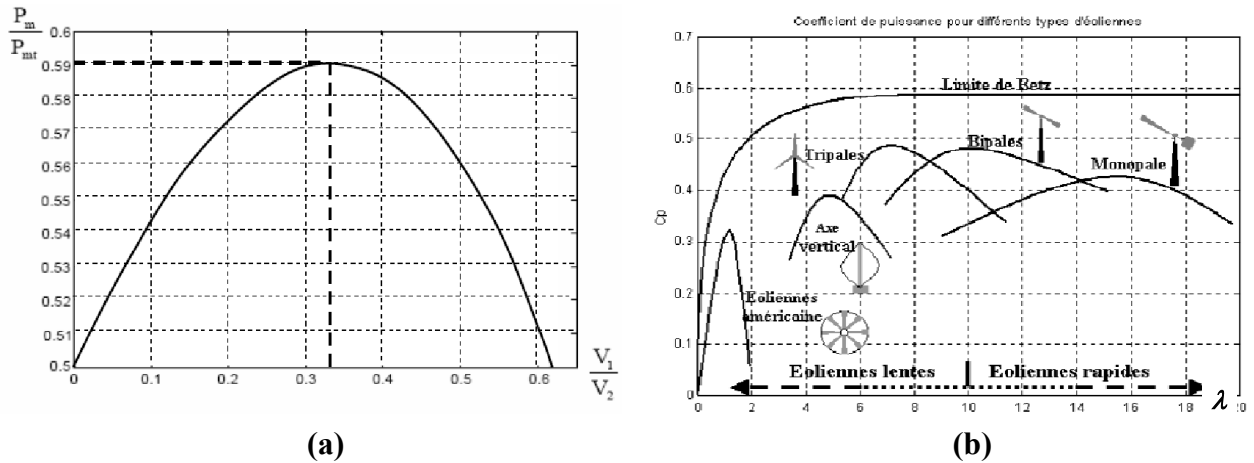 P_m
P_mt
0.6
0.59
0.58
0.57
0.56
0.55
0.54
0.53
0.52
0.51
0.5
0
0.1
0.2
0.3
0.4
0.5
0.6
V_1
V_2
(a)
Coefficient de puissance pour différents types d'éoliennes
0.7
0.6
0.5
0.4
0.3
0.2
0.1
0
Cp
Limite de Betz
Tripales
Bipales
Monopale
Axe
vertical
Eoliennes
américaine
Eoliennes lentes
Eoliennes rapides
0
2
4
6
8
10
12
14
16
18
20
λ
(b)